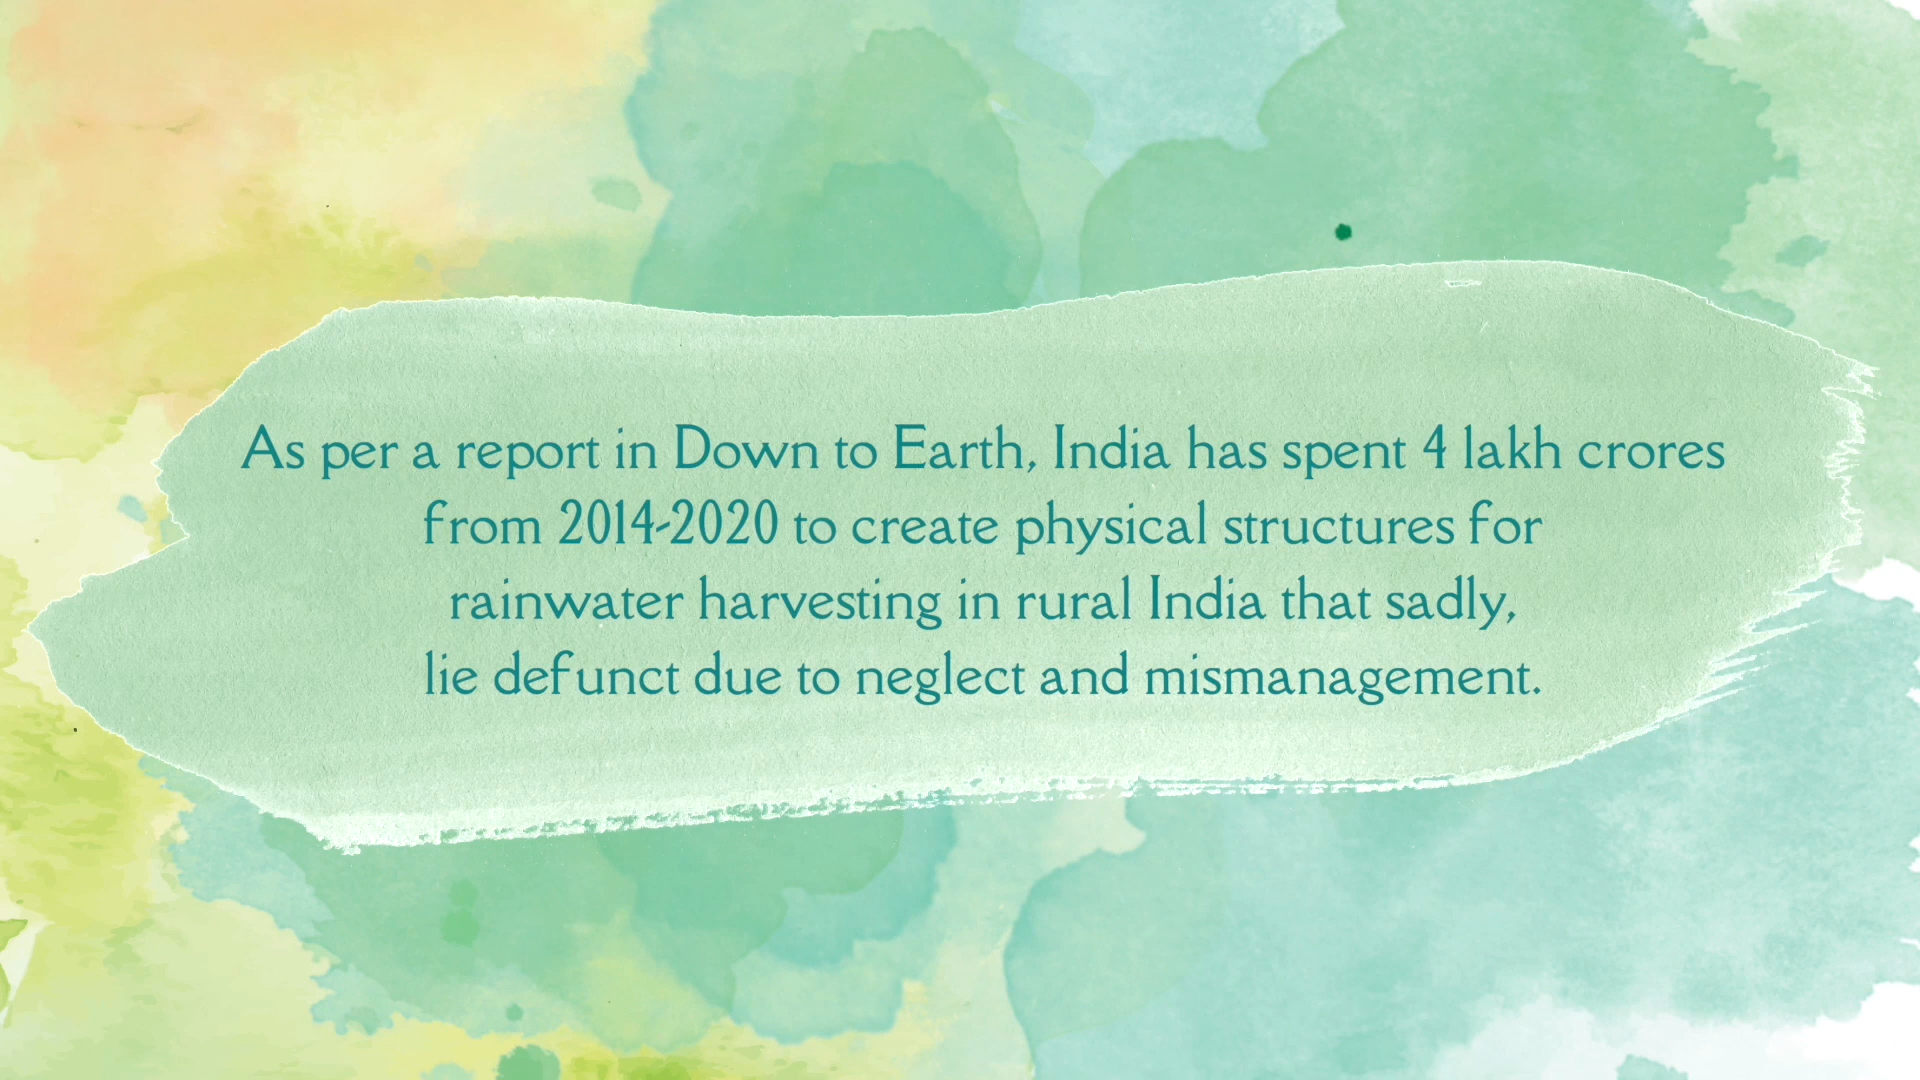 As per a report in Down to Earth, India has spent 4 lakh crores
from 2014-2020 to create physical structures for
rainwater harvesting in rural India that sadly,
lie defunct due to neglect and mismanagement.